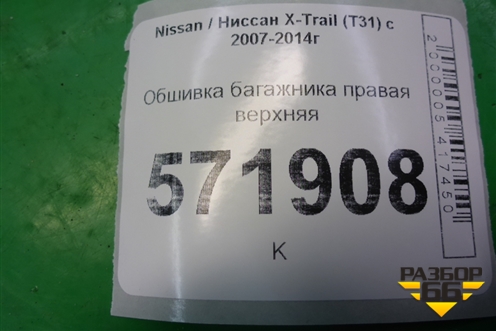 Nissan / Ниссан X-Trail (T31) с
2007-2014г
Обшивка багажника правая
верхняя
571908
К
2000005417450
РАЗБОР
66